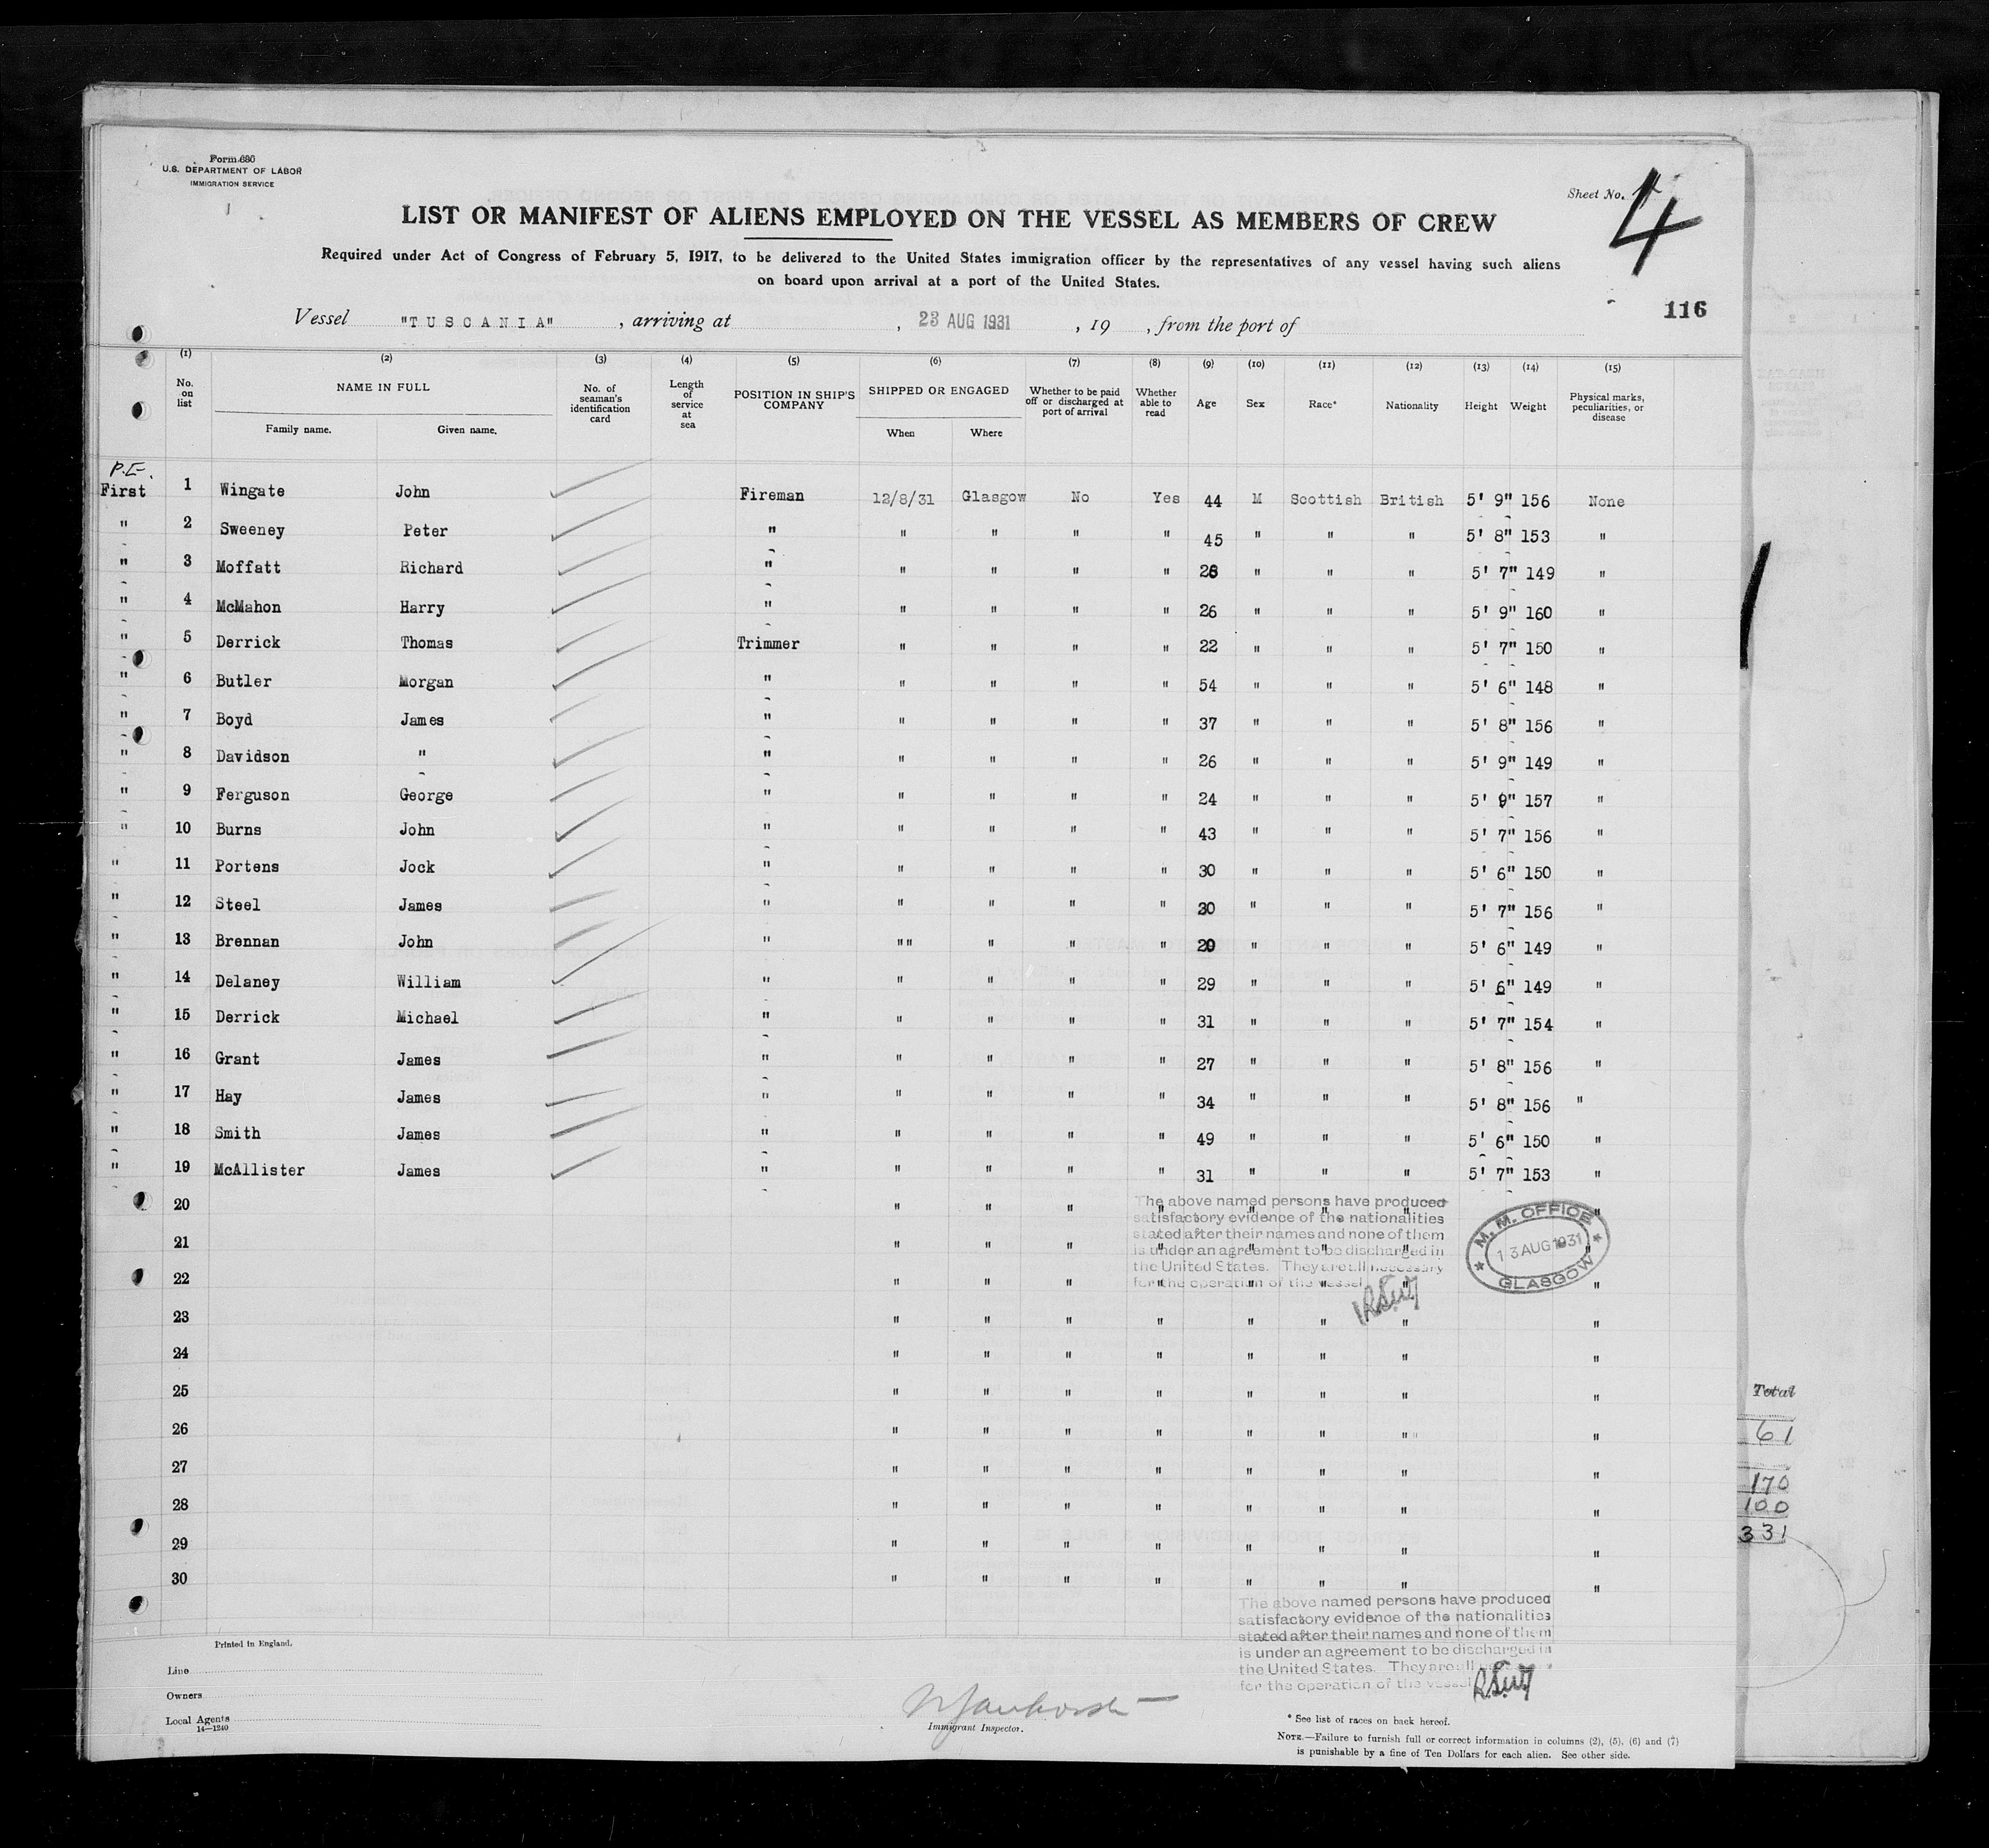 Form 680
U.S. DEPARTMENT OF LABOR
IMMIGRATION SERVICE
Sheet No. 4
LIST OR MANIFEST OF ALIENS EMPLOYED ON THE VESSEL AS MEMBERS OF CREW
Required under Act of Congress of February 5, 1917, to be delivered to the United States immigration officer by the representatives of any vessel having such aliens
on board upon arrival at a port of the United States.
116
Vessel "TUSCANIA" , arriving at , 23 AUG 1931 , 19 , from the port of
(1) (2) (3) (4) (5) (6) (7) (8) (9) (10) (11) (12) (13) (14) (15)
No. on list NAME IN FULL Family name. Given name. No. of seaman's identification card Length of service at sea POSITION IN SHIP'S COMPANY SHIPPED OR ENGAGED When Where Whether to be paid off or discharged at port of arrival Whether able to read Age Sex Race* Nationality Height Weight Physical marks, peculiarities, or disease
P.E.
First 1 Wingate John Fireman 12/8/31 Glasgow No Yes 44 M Scottish British 5' 9" 156 None
" 2 Sweeney Peter " " " " " 45 " " " 5' 8" 153 "
" 3 Moffatt Richard " " " " " 28 " " " 5' 7" 149 "
" 4 McMahon Harry " " " " " 26 " " " 5' 9" 160 "
" 5 Derrick Thomas Trimmer " " " " 22 " " " 5' 7" 150 "
" 6 Butler Morgan " " " " " 54 " " " 5' 6" 148 "
" 7 Boyd James " " " " " 37 " " " 5' 8" 156 "
" 8 Davidson " " " " " " 26 " " " 5' 9" 149 "
" 9 Ferguson George " " " " " 24 " " " 5' 9" 157 "
" 10 Burns John " " " " " 43 " " " 5' 7" 156 "
" 11 Portens Jock " " " " " 30 " " " 5' 6" 150 "
" 12 Steel James " " " " " 30 " " " 5' 7" 156 "
" 13 Brennan John " "" " " " 29 " " " 5' 6" 149 "
" 14 Delaney William " " " " " 29 " " " 5' 6" 149 "
" 15 Derrick Michael " " " " " 31 " " " 5' 7" 154 "
" 16 Grant James " " " " " 27 " " " 5' 8" 156 "
" 17 Hay James " " " " " 34 " " " 5' 8" 156 "
" 18 Smith James " " " " " 49 " " " 5' 6" 150 "
" 19 McAllister James " " " " " 31 " " " 5' 7" 153 "
20 " " " " " " " "
21 " " " " " " " "
22 " " " " " " " "
The above named persons have produced
satisfactory evidence of the nationalities
stated after their names and none of them
is under an agreement to be discharged in
the United States. They are all necessary
for the operation of the vessel
M. M. OFFICE
13 AUG 1931
GLASGOW
23 " " " " " " " "
24 " " " " " " " "
25 " " " " " " " "
26 " " " " " " "" "
27 " " " " " " " "
28 " " " " " " " "
29 " " " " " " " "
30 " " " " " " " "
Total
61
170
100
331
The above named persons have produced
satisfactory evidence of the nationalities
stated after their names and none of them
is under an agreement to be discharged in
the United States. They are all
for the operation of the vessel
Printed in England.
Line
Owners
Local Agents
14—1240
Immigrant Inspector.
* See list of races on back hereof.
NOTE.—Failure to furnish full or correct information in columns (2), (5), (6) and (7)
is punishable by a fine of Ten Dollars for each alien. See other side.